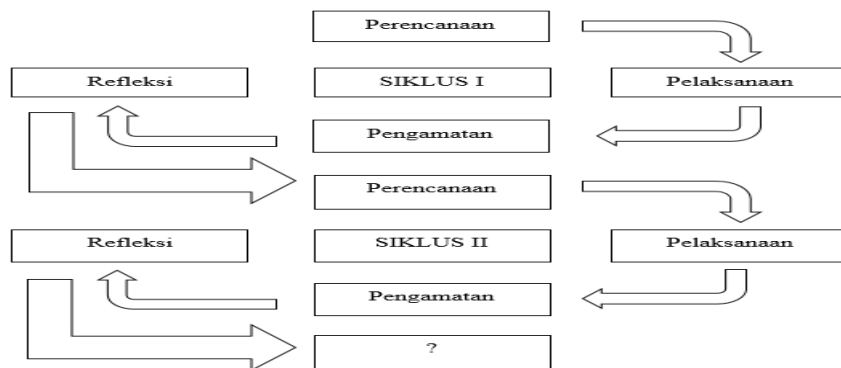 Perencanaan
Refleksi
SIKLUS I
Pelaksanaan
Pengamatan
Perencanaan
Refleksi
SIKLUS II
Pelaksanaan
Pengamatan
?